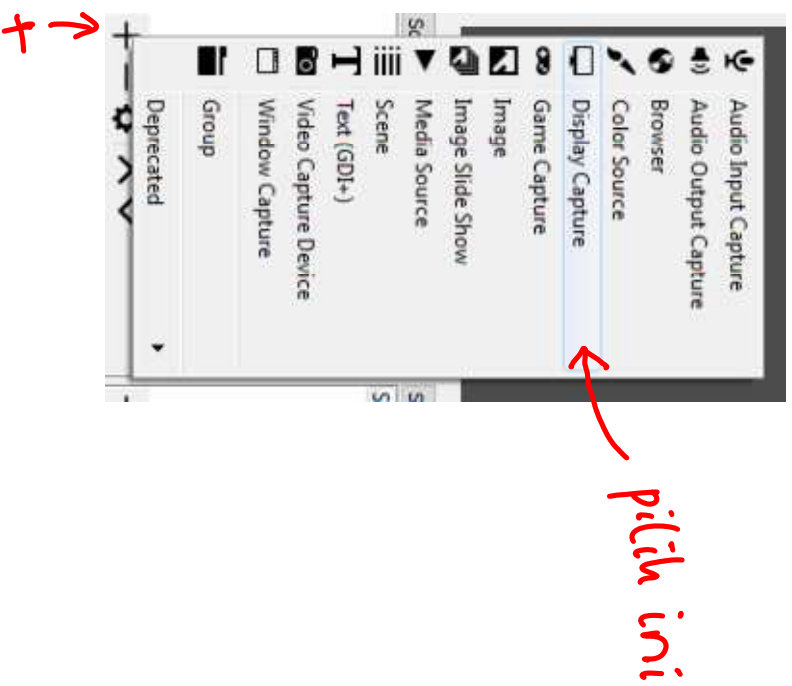 Audio Input Capture
Audio Output Capture
Browser
Color Source
Display Capture
Game Capture
Image
Image Slide Show
Media Source
Scene
Text (GDI+)
Video Capture Device
Window Capture
Group
Deprecated
pilih ini
+
Sc
S
S